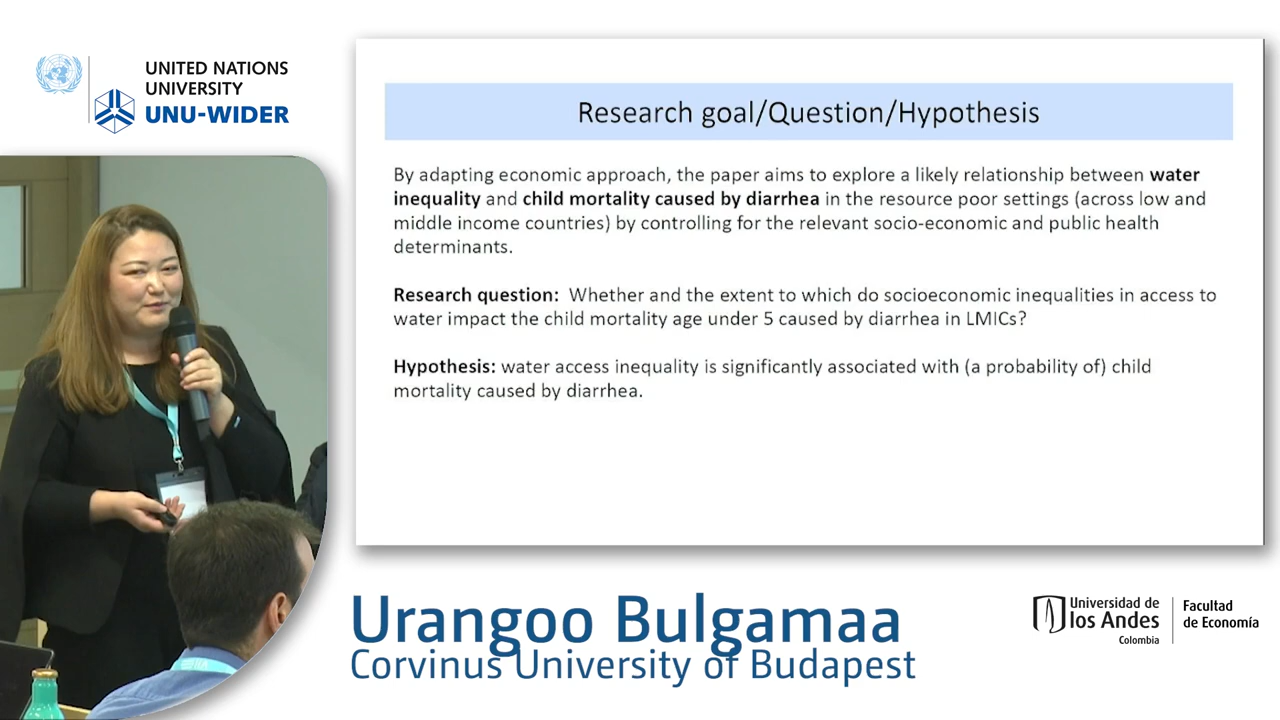 UNITED NATIONS
UNIVERSITY
UNU-WIDER
Research goal/Question/Hypothesis
By adapting economic approach, the paper aims to explore a likely relationship between water
inequality and child mortality caused by diarrhea in the resource poor settings (across low and
middle income countries) by controlling for the relevant socio-economic and public health
determinants.
Research question: Whether and the extent to which do socioeconomic inequalities in access to
water impact the child mortality age under 5 caused by diarrhea in LMICs?
Hypothesis: water access inequality is significantly associated with (a probability of) child
mortality caused by diarrhea.
Urangoo Bulgamaa
Corvinus University of Budapest
Universidad de
los Andes
Colombia
Facultad
de Economía